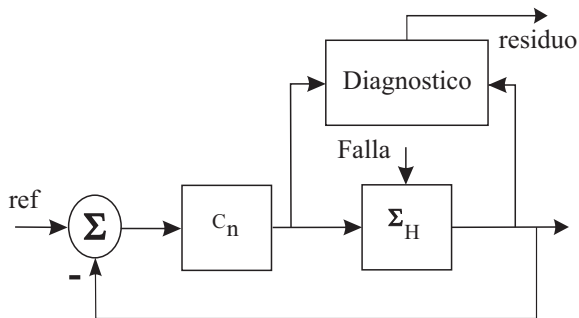 residuo
Diagnostico
Falla
ref
Σ
C_n
Σ_H
-